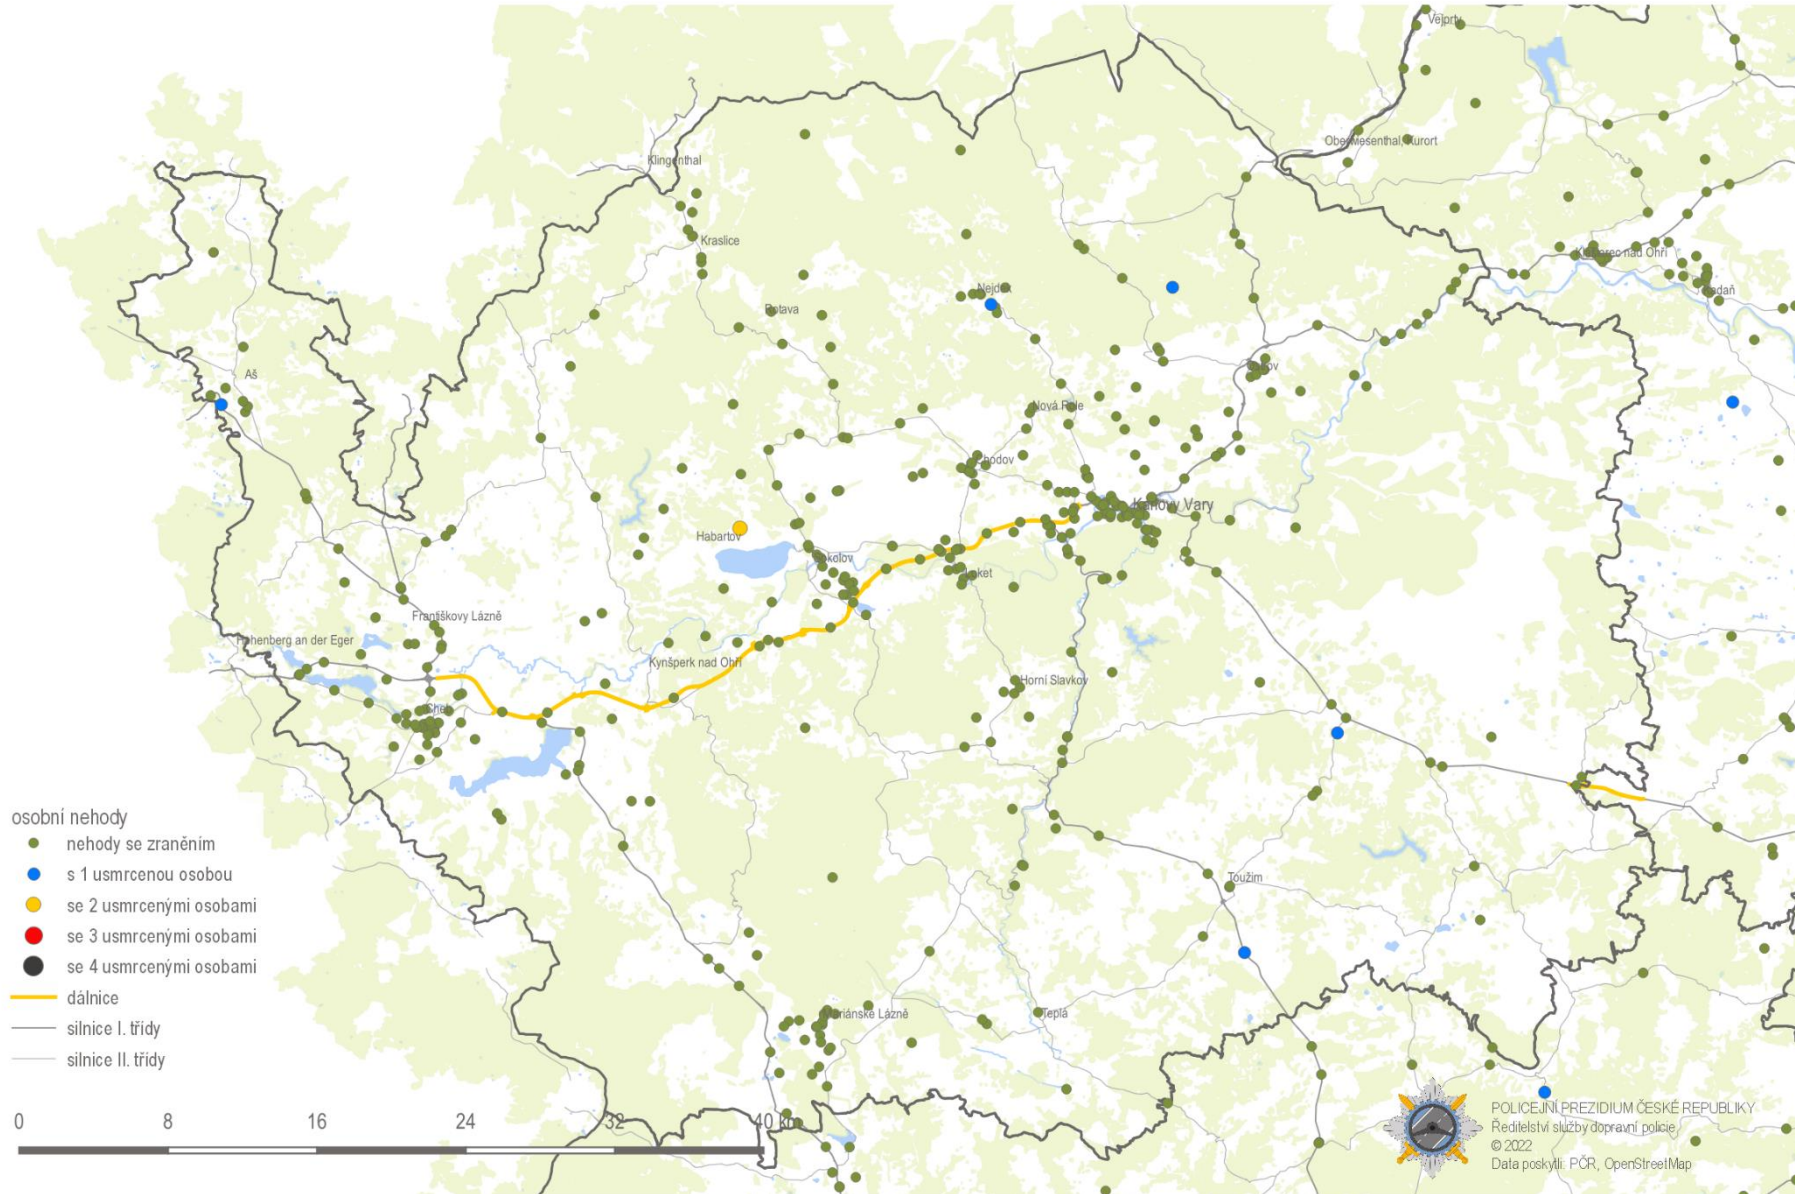 Vejprty
Klingenthal
Oberwiesenthal, Kurort
Kraslice
Klášterec nad Ohří
Kadaň
Nejdek
Rotava
Aš
Ostrov
Nová Role
Chodov
Karlovy Vary
Habartov
Sokolov
Loket
Františkovy Lázně
Hohenberg an der Eger
Kynšperk nad Ohří
Horní Slavkov
Cheb
Toužim
Mariánské Lázně
Teplá
osobní nehody
nehody se zraněním
s 1 usmrcenou osobou
se 2 usmrcenými osobami
se 3 usmrcenými osobami
se 4 usmrcenými osobami
dálnice
silnice I. třídy
silnice II. třídy
0 8 16 24 32 40 km
POLICEJNÍ PREZIDIUM ČESKÉ REPUBLIKY
Ředitelství služby dopravní policie
© 2022
Data poskytli: PČR, OpenStreetMap